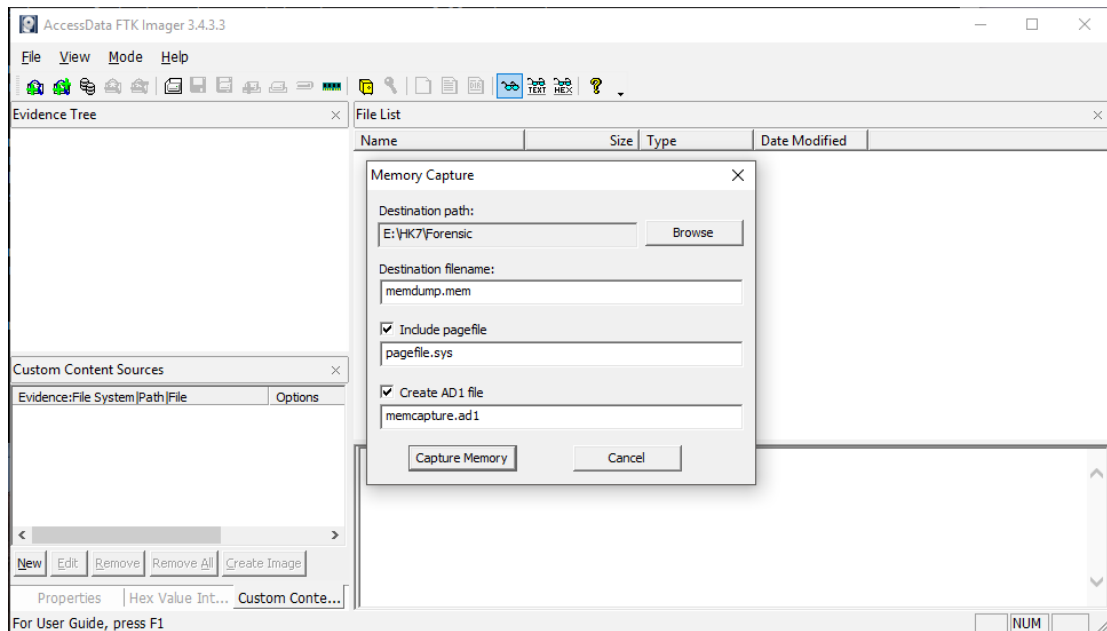 AccessData FTK Imager 3.4.3.3
File View Mode Help
TEXT HEX ?
Evidence Tree
File List
Name Size Type Date Modified
Memory Capture
Destination path:
E:\HK7\Forensic Browse
Destination filename:
memdump.mem
Include pagefile
pagefile.sys
Create AD1 file
memcapture.ad1
Capture Memory Cancel
Custom Content Sources
Evidence:File System|Path|File Options
New Edit Remove Remove All Create Image
Properties Hex Value Int... Custom Conte...
For User Guide, press F1 NUM